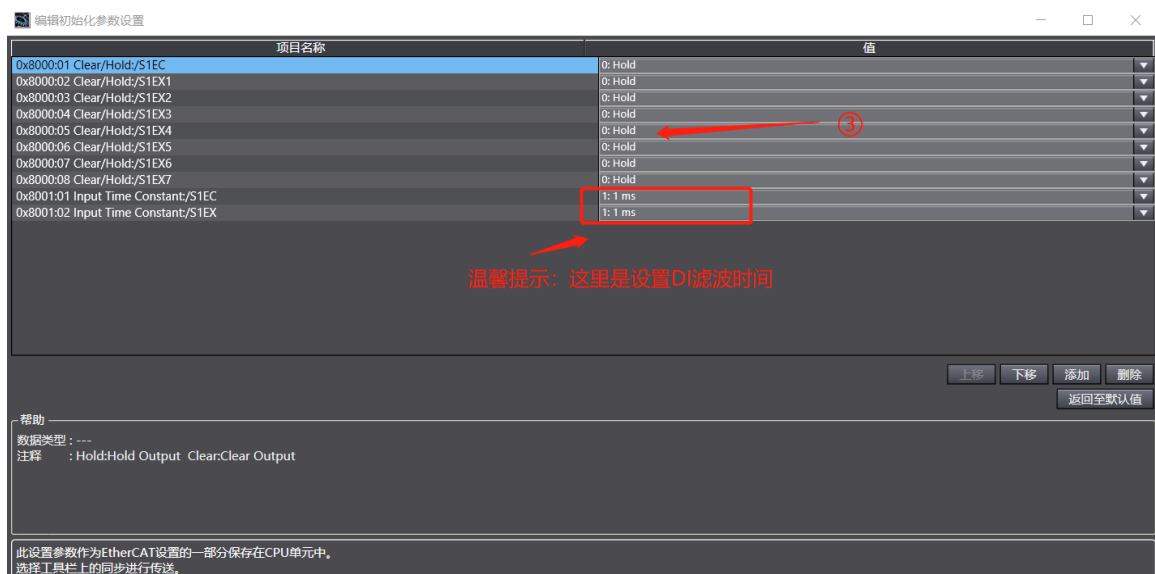 编辑初始化参数设置
项目名称 值
0x8000:01 Clear/Hold:/S1EC 0: Hold
0x8000:02 Clear/Hold:/S1EX1 0: Hold
0x8000:03 Clear/Hold:/S1EX2 0: Hold
0x8000:04 Clear/Hold:/S1EX3 0: Hold
0x8000:05 Clear/Hold:/S1EX4 0: Hold
③
0x8000:06 Clear/Hold:/S1EX5 0: Hold
0x8000:07 Clear/Hold:/S1EX6 0: Hold
0x8000:08 Clear/Hold:/S1EX7 0: Hold
0x8001:01 Input Time Constant:/S1EC 1: 1 ms
0x8001:02 Input Time Constant:/S1EX 1: 1 ms
温馨提示：这里是设置DI滤波时间
上移 下移 添加 删除
返回至默认值
帮助
数据类型 : ---
注释 : Hold:Hold Output Clear:Clear Output
此设置参数作为EtherCAT设置的一部分保存在CPU单元中。
选择工具栏上的同步进行传送。